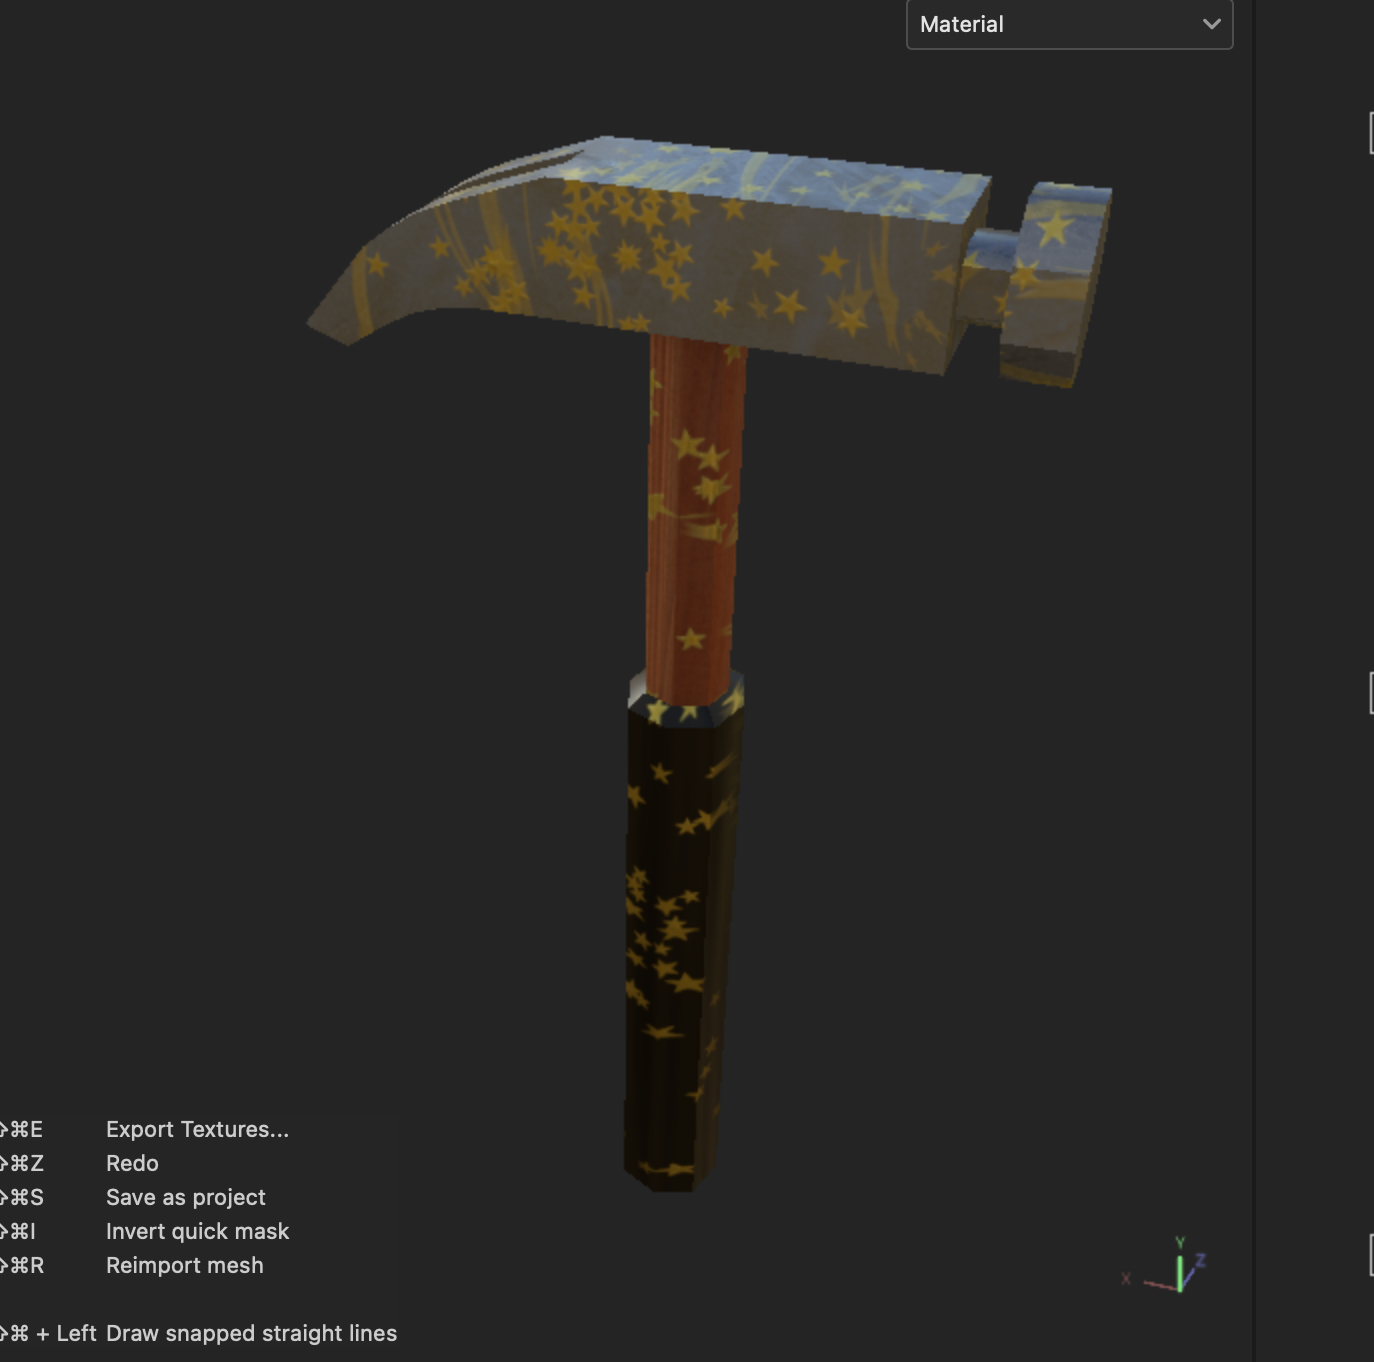 Material
⇧⌘E Export Textures...
⇧⌘Z Redo
⇧⌘S Save as project
⇧⌘I Invert quick mask
⇧⌘R Reimport mesh
⇧⌘ + Left Draw snapped straight lines
Y
Z
X